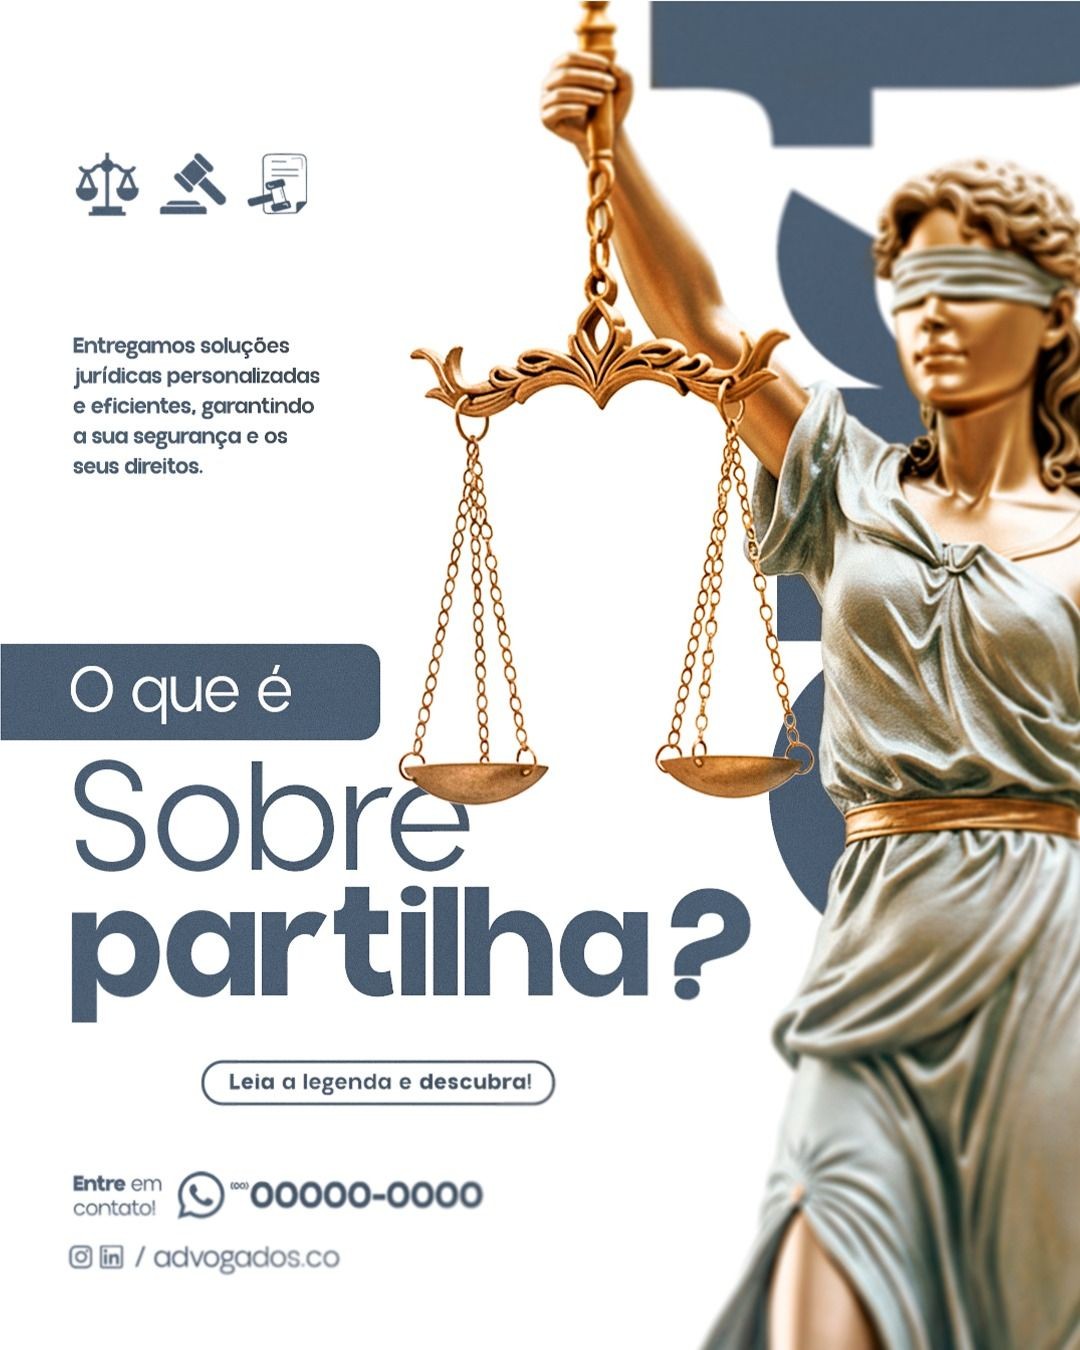 Entregamos soluções
jurídicas personalizadas
e eficientes, garantindo
a sua segurança e os
seus direitos.
O que é
Sobre
partilha?
Leia a legenda e descubra!
Entre em
contato!
(00) 00000-0000
/ advogados.co